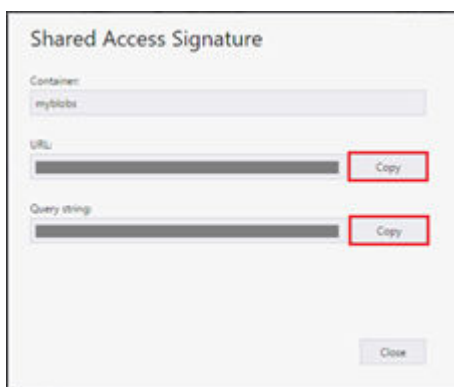 Shared Access Signature
Container:
myblobs
URL:
Copy
Query string:
Copy
Close